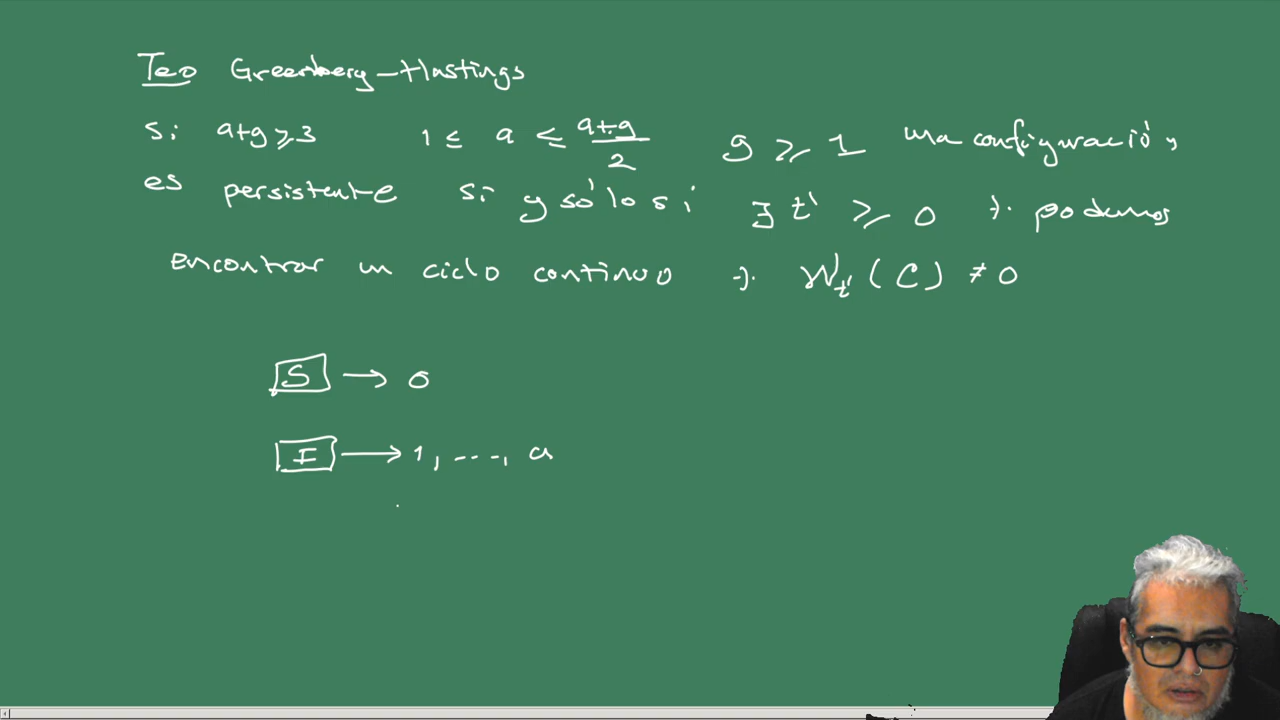 Teo Greenberg-Hastings
si a+g ≥ 3 1 ≤ a ≤ (a+g)/2 g ≥ 1 una configuración
es persistente si y sólo si ∃ t' ≥ 0 t. podemos
encontrar un ciclo continuo t. W_t'(C) ≠ 0
S → 0
I → 1, ---, a